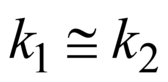 k₁ ≅ k₂